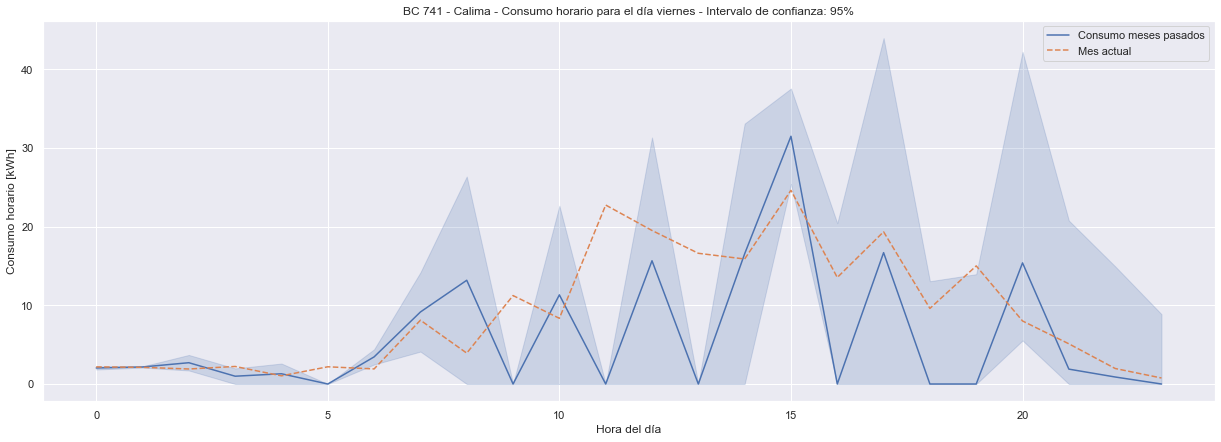 BC 741 - Calima - Consumo horario para el día viernes - Intervalo de confianza: 95%
Consumo meses pasados
Mes actual
Consumo horario [kWh]
40
30
20
10
0
0 5 10 15 20
Hora del día